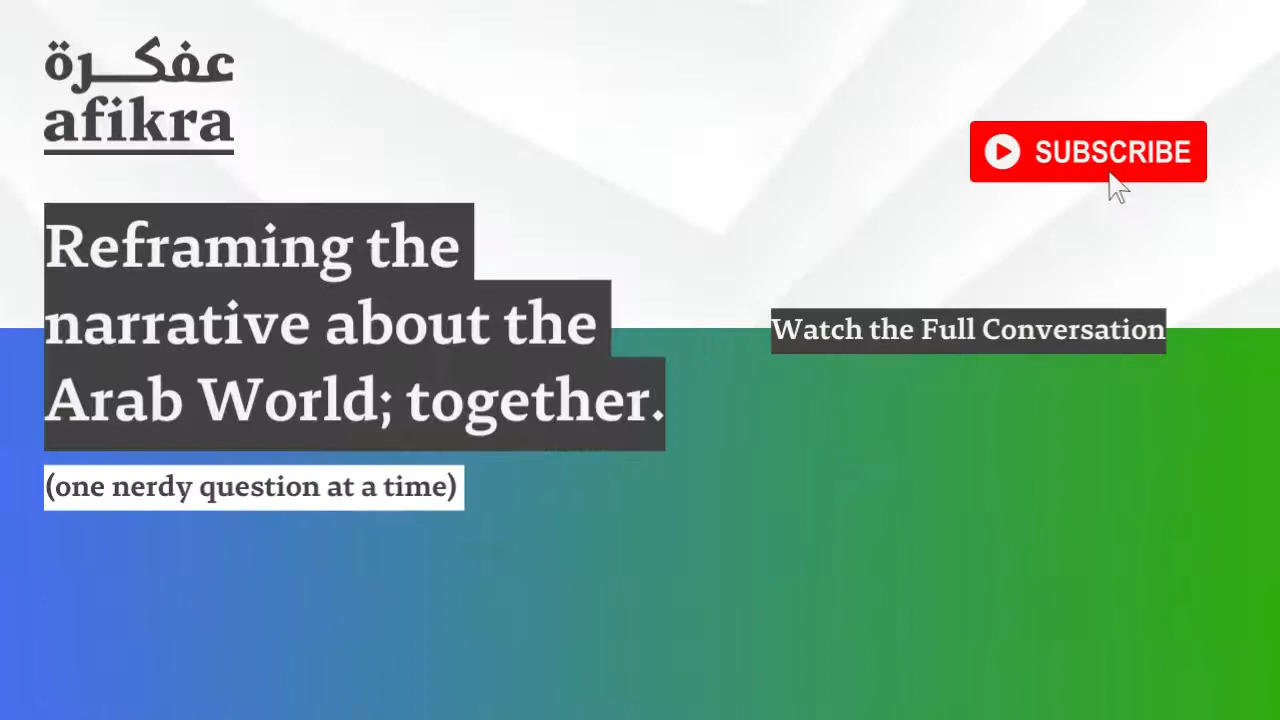 عفكرة
afikra
SUBSCRIBE
Reframing the
narrative about the
Arab World; together.
Watch the Full Conversation
(one nerdy question at a time)